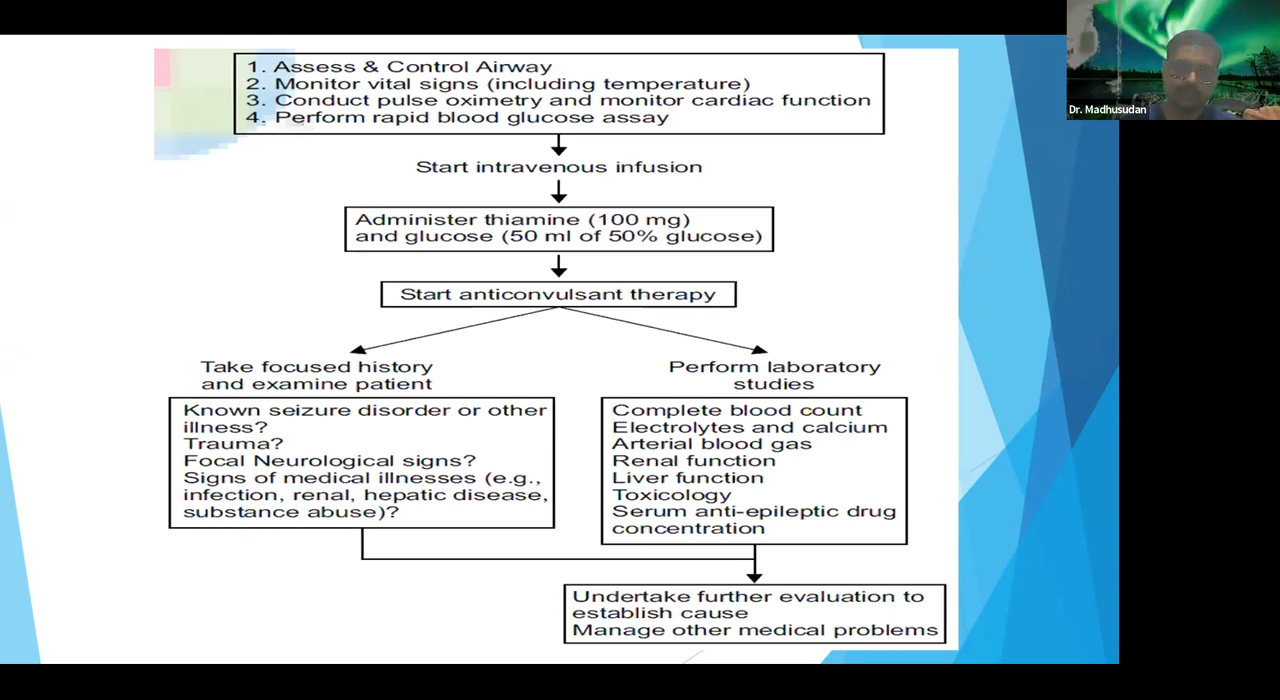 1. Assess & Control Airway
2. Monitor vital signs (including temperature)
3. Conduct pulse oximetry and monitor cardiac function
4. Perform rapid blood glucose assay
Dr. Madhusudan
Start intravenous infusion
Administer thiamine (100 mg)
and glucose (50 ml of 50% glucose)
Start anticonvulsant therapy
Take focused history
and examine patient
Known seizure disorder or other
illness?
Trauma?
Focal Neurological signs?
Signs of medical illnesses (e.g.,
infection, renal, hepatic disease,
substance abuse)?
Perform laboratory
studies
Complete blood count
Electrolytes and calcium
Arterial blood gas
Renal function
Liver function
Toxicology
Serum anti-epileptic drug
concentration
Undertake further evaluation to
establish cause
Manage other medical problems